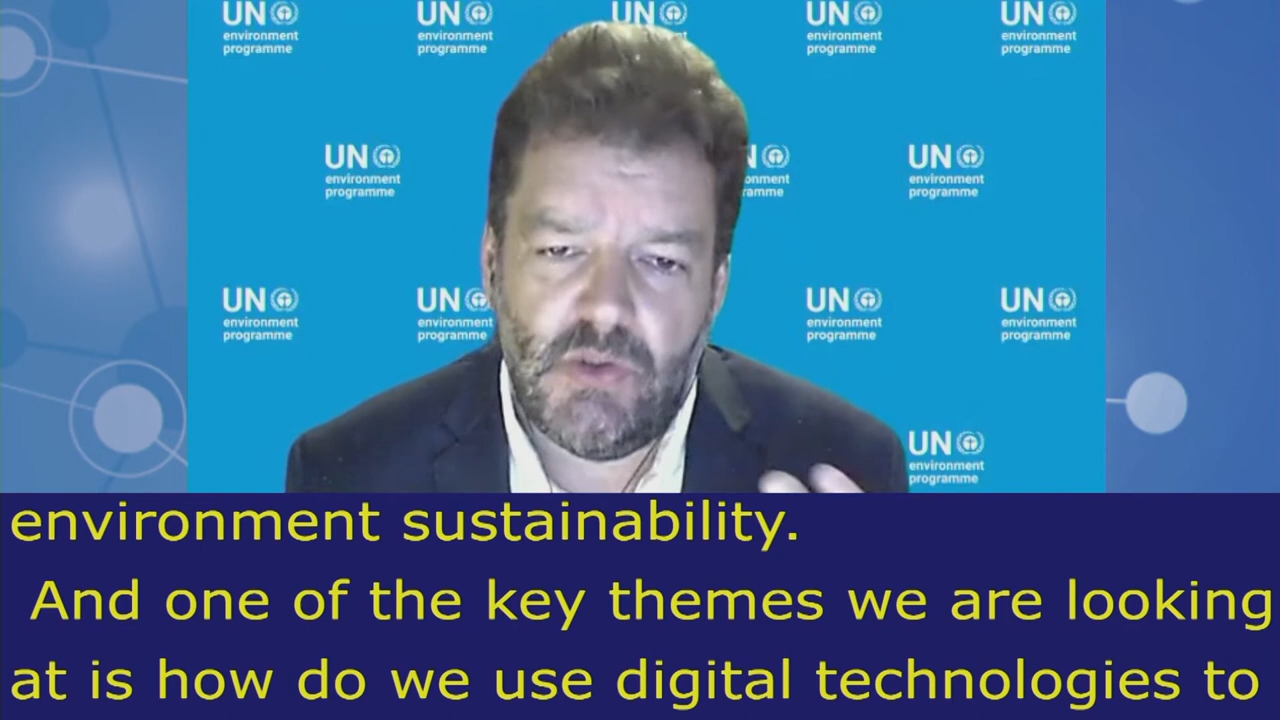 UN
environment
programme
UN
environment
programme
UN
UN
environment
programme
UN
environment
programme
UN
environment
programme
UN
environment
programme
UN
environment
programme
UN
environment
programme
UN
environment
programme
UN
environment
programme
UN
environment
programme
environment sustainability.
And one of the key themes we are looking
at is how do we use digital technologies to